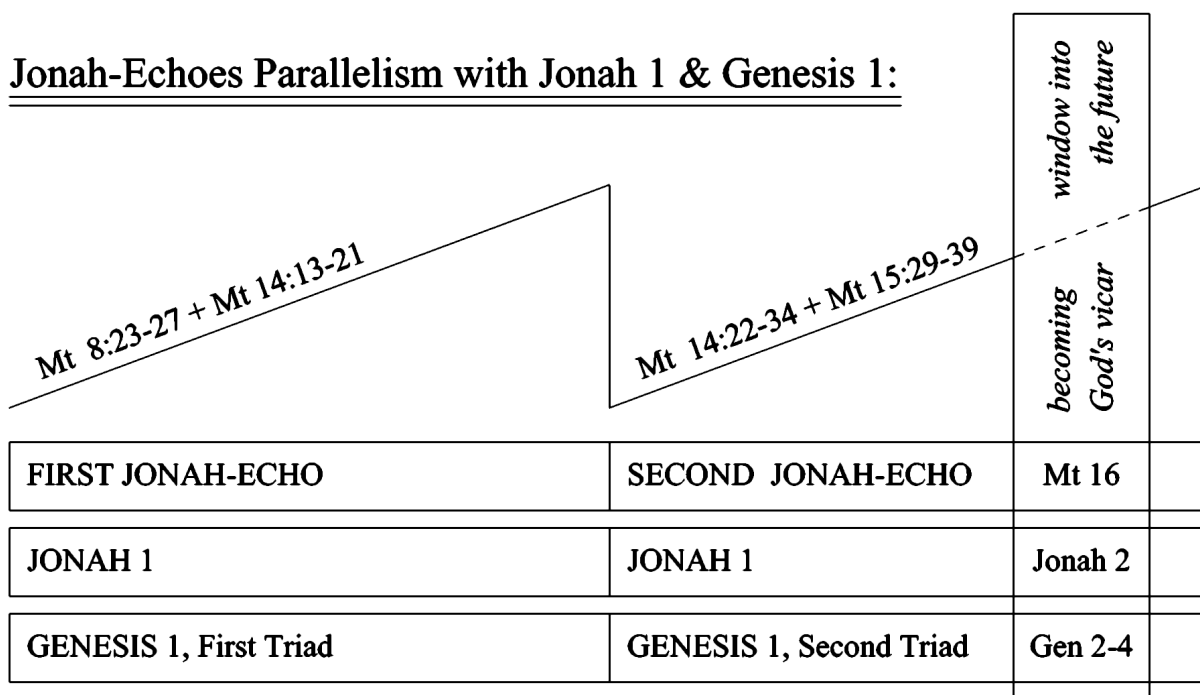 Jonah-Echoes Parallelism with Jonah 1 & Genesis 1:
window into
the future
Mt 8:23-27 + Mt 14:13-21
Mt 14:22-34 + Mt 15:29-39
becoming
God's vicar
FIRST JONAH-ECHO
SECOND JONAH-ECHO
Mt 16
JONAH 1
JONAH 1
Jonah 2
GENESIS 1, First Triad
GENESIS 1, Second Triad
Gen 2-4